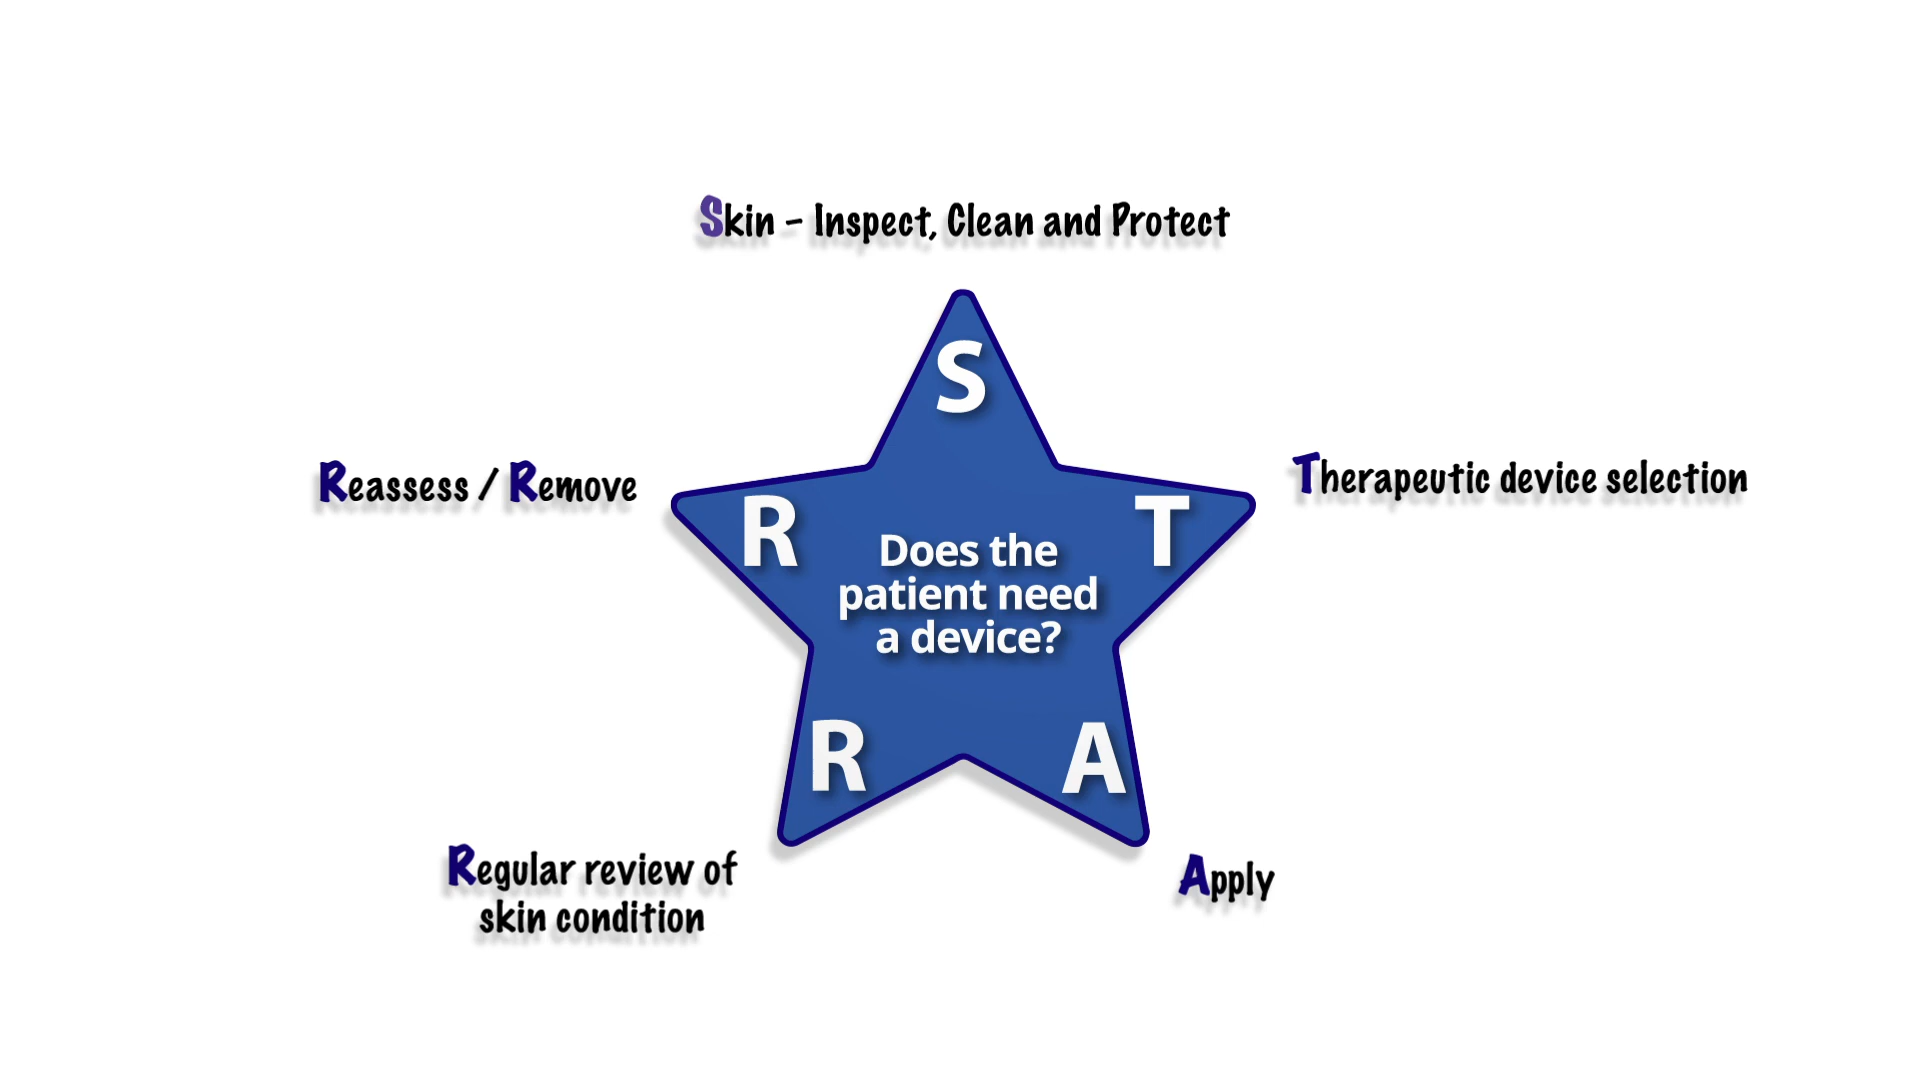 Skin – Inspect, Clean and Protect
S
Reassess / Remove
Therapeutic device selection
R
T
Does the
patient need
a device?
R
A
Regular review of
skin condition
Apply